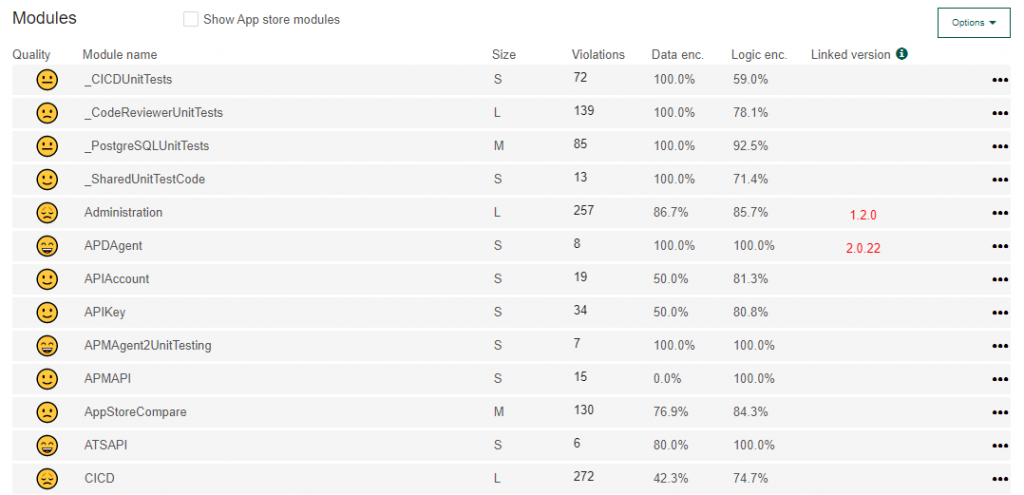 Modules Show App store modules Options
Quality Module name Size Violations Data enc. Logic enc. Linked version
_CICDUnitTests S 72 100.0% 59.0%
_CodeReviewerUnitTests L 139 100.0% 78.1%
_PostgreSQLUnitTests M 85 100.0% 92.5%
_SharedUnitTestCode S 13 100.0% 71.4%
Administration L 257 86.7% 85.7% 1.2.0
APDAgent S 8 100.0% 100.0% 2.0.22
APIAccount S 19 50.0% 81.3%
APIKey S 34 50.0% 80.8%
APMAgent2UnitTesting S 7 100.0% 100.0%
APMAPI S 15 0.0% 100.0%
AppStoreCompare M 130 76.9% 84.3%
ATSAPI S 6 80.0% 100.0%
CICD L 272 42.3% 74.7%